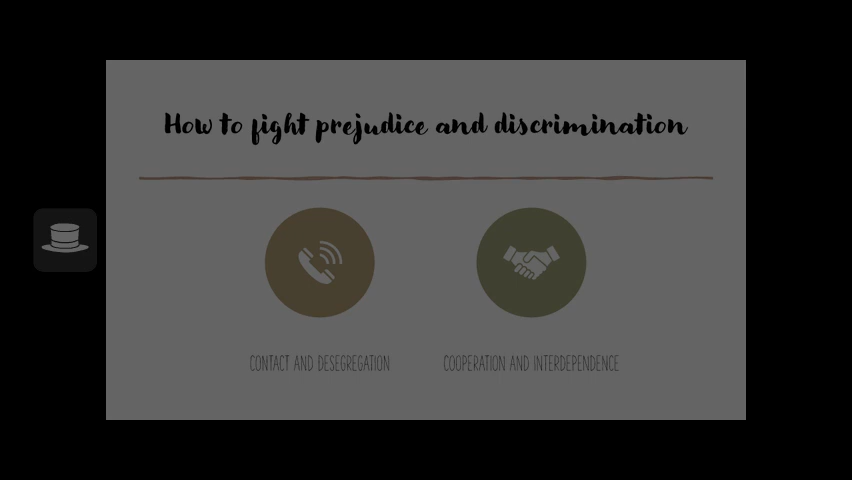 How to fight prejudice and discrimination
CONTACT AND DESEGREGATION
COOPERATION AND INTERDEPENDENCE